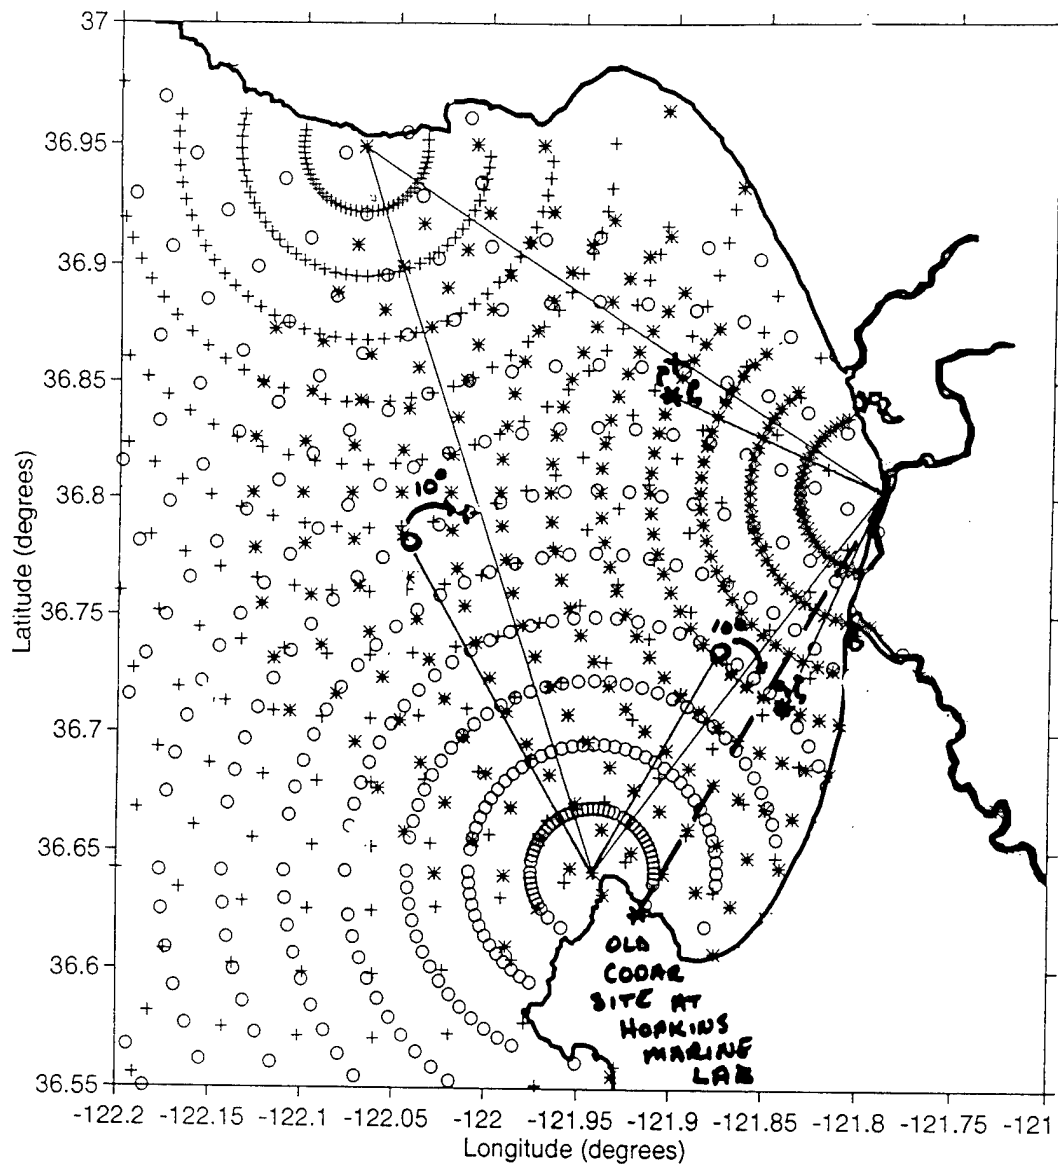 37
36.95
36.9
36.85
36.8
36.75
36.7
36.65
36.6
36.55
Latitude (degrees)
10°
10°
OLD
CODAR
SITE AT
HOPKINS
MARINE
LAB
-122.2 -122.15 -122.1 -122.05 -122 -121.95 -121.9 -121.85 -121.8 -121.75 -121
Longitude (degrees)